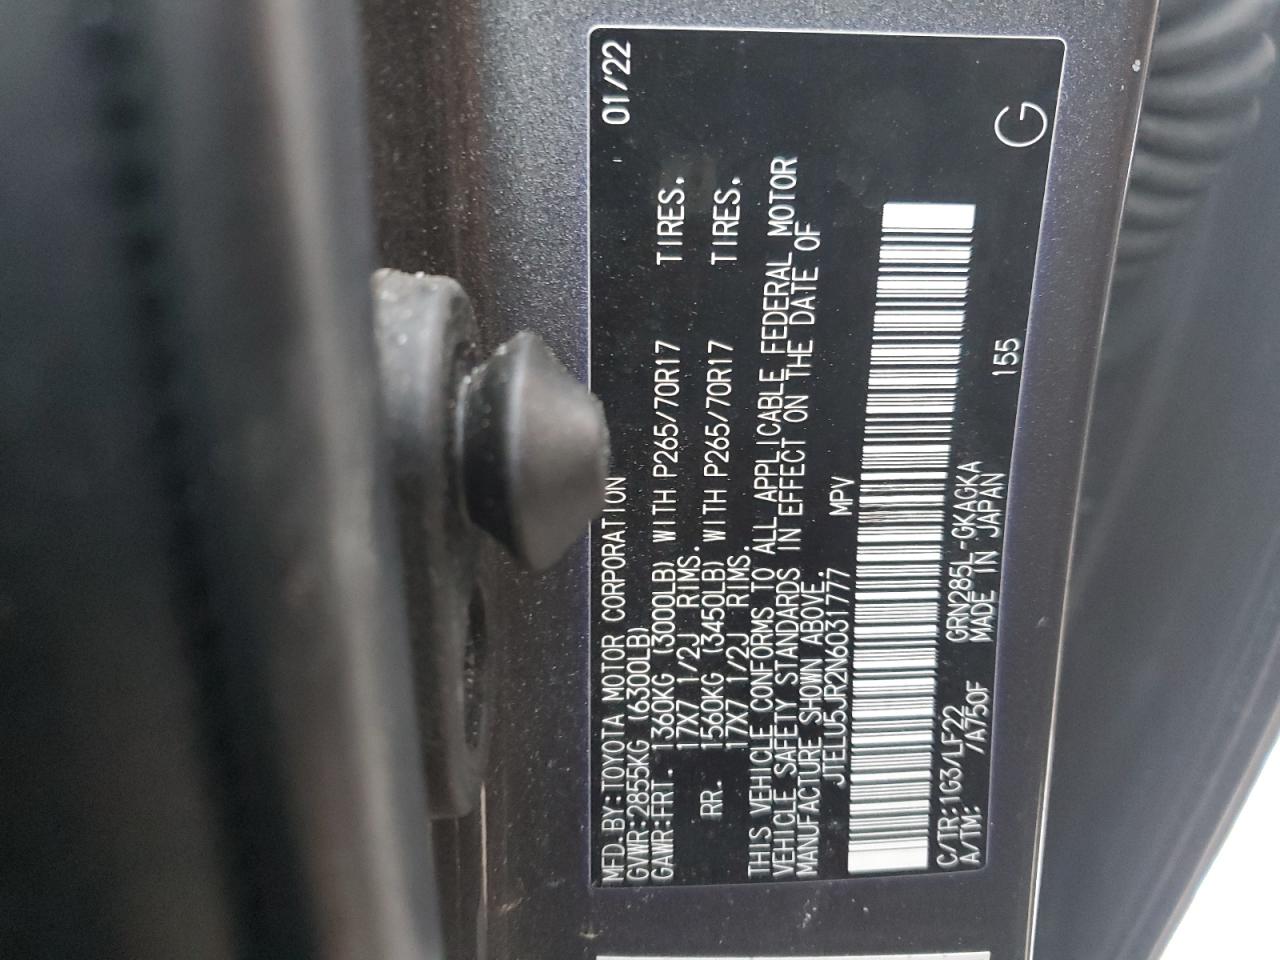 MFD.BY:TOYOTA MOTOR CORPORATION 01/22
GVWR:2855KG (6300LB)
GAWR:FRT. 1360KG (3000LB) WITH P265/70R17 TIRES.
17X7 1/2J RIMS.
RR. 1560KG (3450LB) WITH P265/70R17 TIRES.
17X7 1/2J RIMS.
THIS VEHICLE CONFORMS TO ALL APPLICABLE FEDERAL MOTOR
VEHICLE SAFETY STANDARDS IN EFFECT ON THE DATE OF
MANUFACTURE SHOWN ABOVE.
JTELU5JR2N6031777 MPV
C/TR:1G3/LF22 GRN285L-GKAGKA 155
A/TM: /A750F MADE IN JAPAN
G